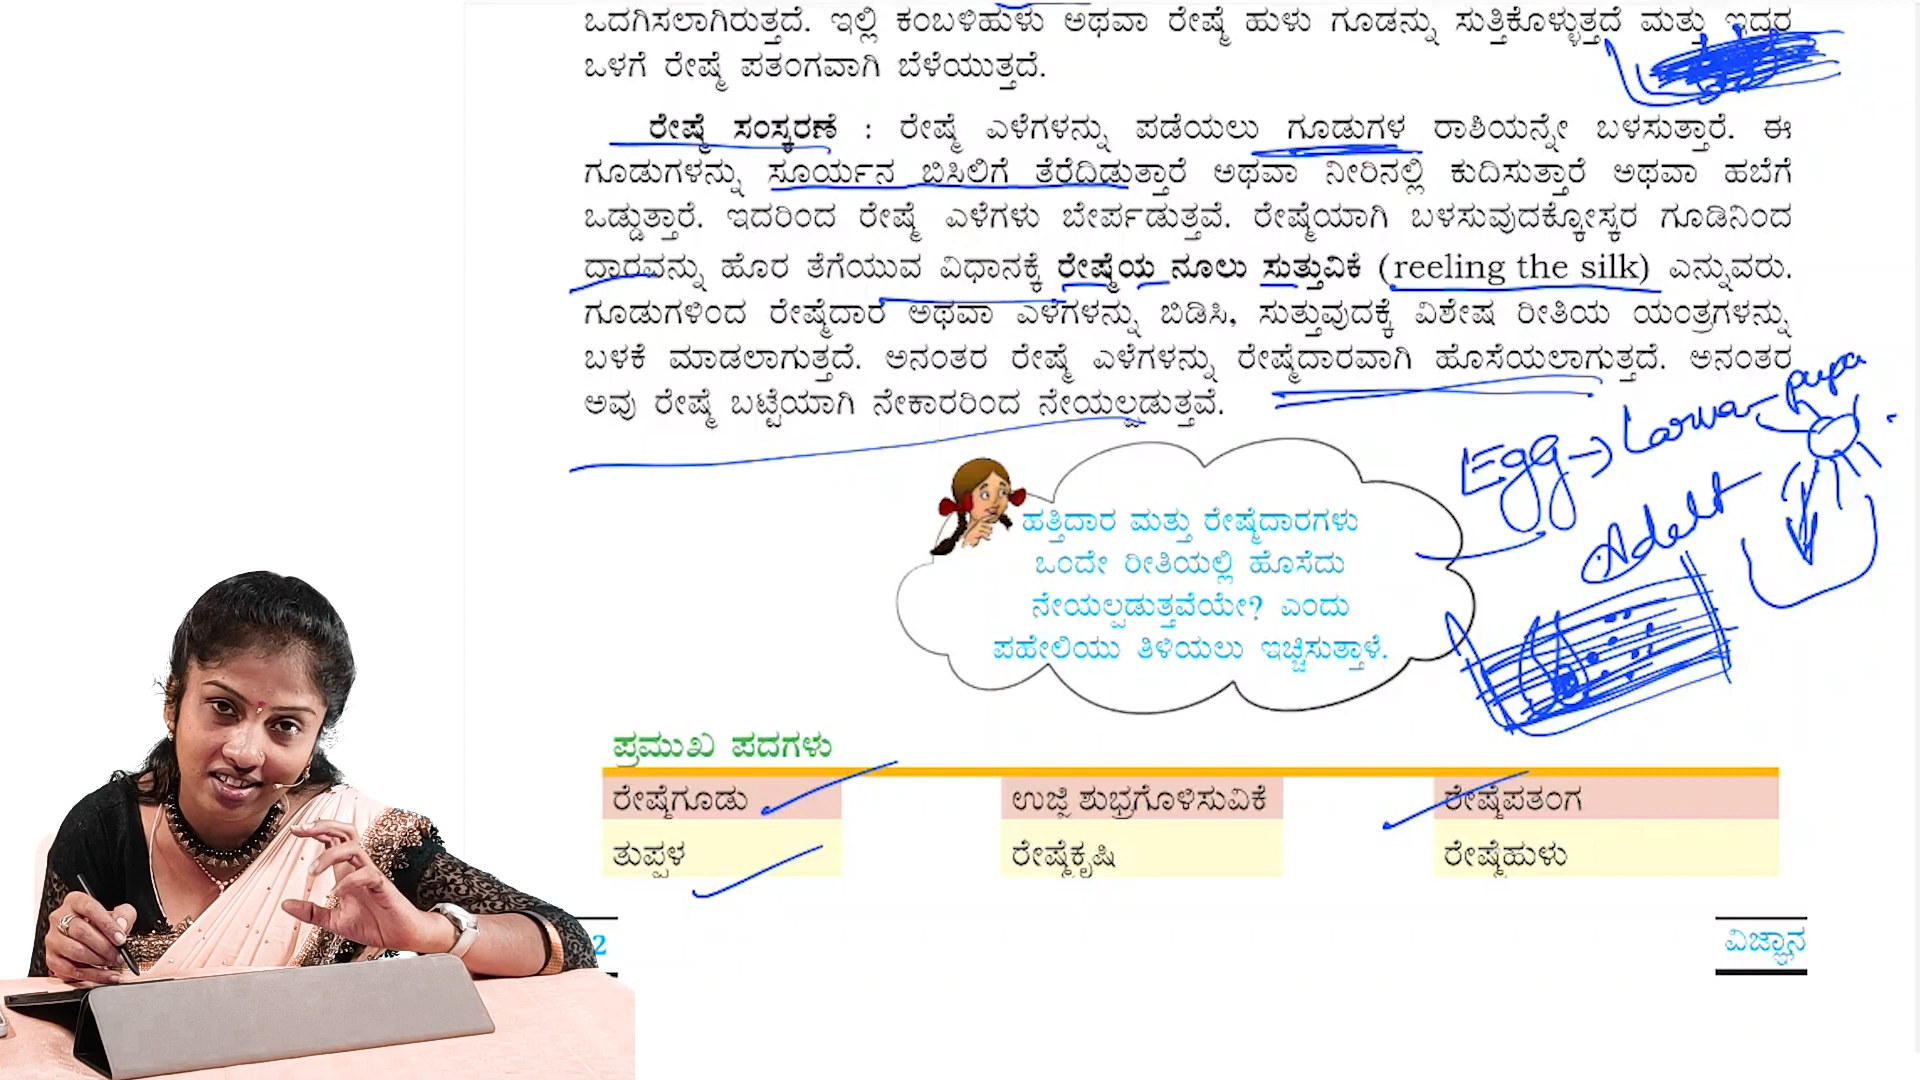 ಒದಗಿಸಲಾಗಿರುತ್ತದೆ. ಇಲ್ಲಿ ಕಂಬಳಿಹುಳು ಅಥವಾ ರೇಷ್ಮೆ ಹುಳು ಗೂಡನ್ನು ಸುತ್ತಿಕೊಳ್ಳುತ್ತದೆ ಮತ್ತು ಇದರ
ಒಳಗೆ ರೇಷ್ಮೆ ಪತಂಗವಾಗಿ ಬೆಳೆಯುತ್ತದೆ.
ರೇಷ್ಮೆ ಸಂಸ್ಕರಣೆ : ರೇಷ್ಮೆ ಎಳೆಗಳನ್ನು ಪಡೆಯಲು ಗೂಡುಗಳ ರಾಶಿಯನ್ನೇ ಬಳಸುತ್ತಾರೆ. ಈ
ಗೂಡುಗಳನ್ನು ಸೂರ್ಯನ ಬಿಸಿಲಿಗೆ ತೆರೆದಿಡುತ್ತಾರೆ ಅಥವಾ ನೀರಿನಲ್ಲಿ ಕುದಿಸುತ್ತಾರೆ ಅಥವಾ ಹಬೆಗೆ
ಒಡ್ಡುತ್ತಾರೆ. ಇದರಿಂದ ರೇಷ್ಮೆ ಎಳೆಗಳು ಬೇರ್ಪಡುತ್ತವೆ. ರೇಷ್ಮೆಯಾಗಿ ಬಳಸುವುದಕ್ಕೋಸ್ಕರ ಗೂಡಿನಿಂದ
ದಾರವನ್ನು ಹೊರ ತೆಗೆಯುವ ವಿಧಾನಕ್ಕೆ ರೇಷ್ಮೆಯ ನೂಲು ಸುತ್ತುವಿಕೆ (reeling the silk) ಎನ್ನುವರು.
ಗೂಡುಗಳಿಂದ ರೇಷ್ಮೆದಾರ ಅಥವಾ ಎಳೆಗಳನ್ನು ಬಿಡಿಸಿ, ಸುತ್ತುವುದಕ್ಕೆ ವಿಶೇಷ ರೀತಿಯ ಯಂತ್ರಗಳನ್ನು
ಬಳಕೆ ಮಾಡಲಾಗುತ್ತದೆ. ಅನಂತರ ರೇಷ್ಮೆ ಎಳೆಗಳನ್ನು ರೇಷ್ಮೆದಾರವಾಗಿ ಹೊಸೆಯಲಾಗುತ್ತದೆ. ಅನಂತರ
ಅವು ರೇಷ್ಮೆ ಬಟ್ಟೆಯಾಗಿ ನೇಕಾರರಿಂದ ನೇಯಲ್ಪಡುತ್ತವೆ.
Egg → Larva - pupa
Adelt
ಹತ್ತಿದಾರ ಮತ್ತು ರೇಷ್ಮೆದಾರಗಳು
ಒಂದೇ ರೀತಿಯಲ್ಲಿ ಹೊಸೆದು
ನೇಯಲ್ಪಡುತ್ತವೆಯೇ? ಎಂದು
ಪಹೇಲಿಯು ತಿಳಿಯಲು ಇಚ್ಛಿಸುತ್ತಾಳೆ.
ಪ್ರಮುಖ ಪದಗಳು
ರೇಷ್ಮೆಗೂಡು ಉಜ್ಜಿ ಶುಭ್ರಗೊಳಿಸುವಿಕೆ ರೇಷ್ಮೆಪತಂಗ
ತುಪ್ಪಳ ರೇಷ್ಮೆಕೃಷಿ ರೇಷ್ಮೆಹುಳು
2 ವಿಜ್ಞಾನ